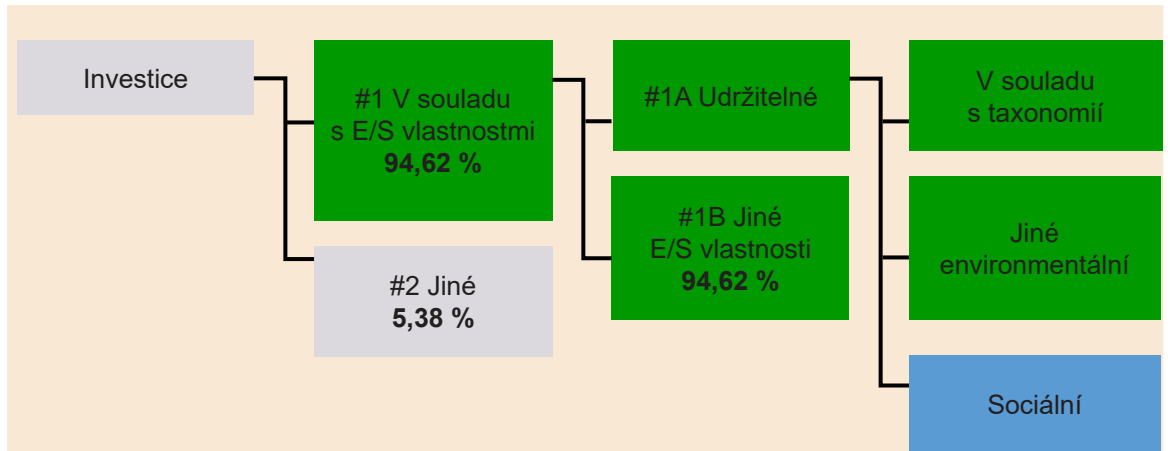 Investice
#1 V souladu
s E/S vlastnostmi
94,62 %
#2 Jiné
5,38 %
#1A Udržitelné
#1B Jiné
E/S vlastnosti
94,62 %
V souladu
s taxonomií
Jiné
environmentální
Sociální